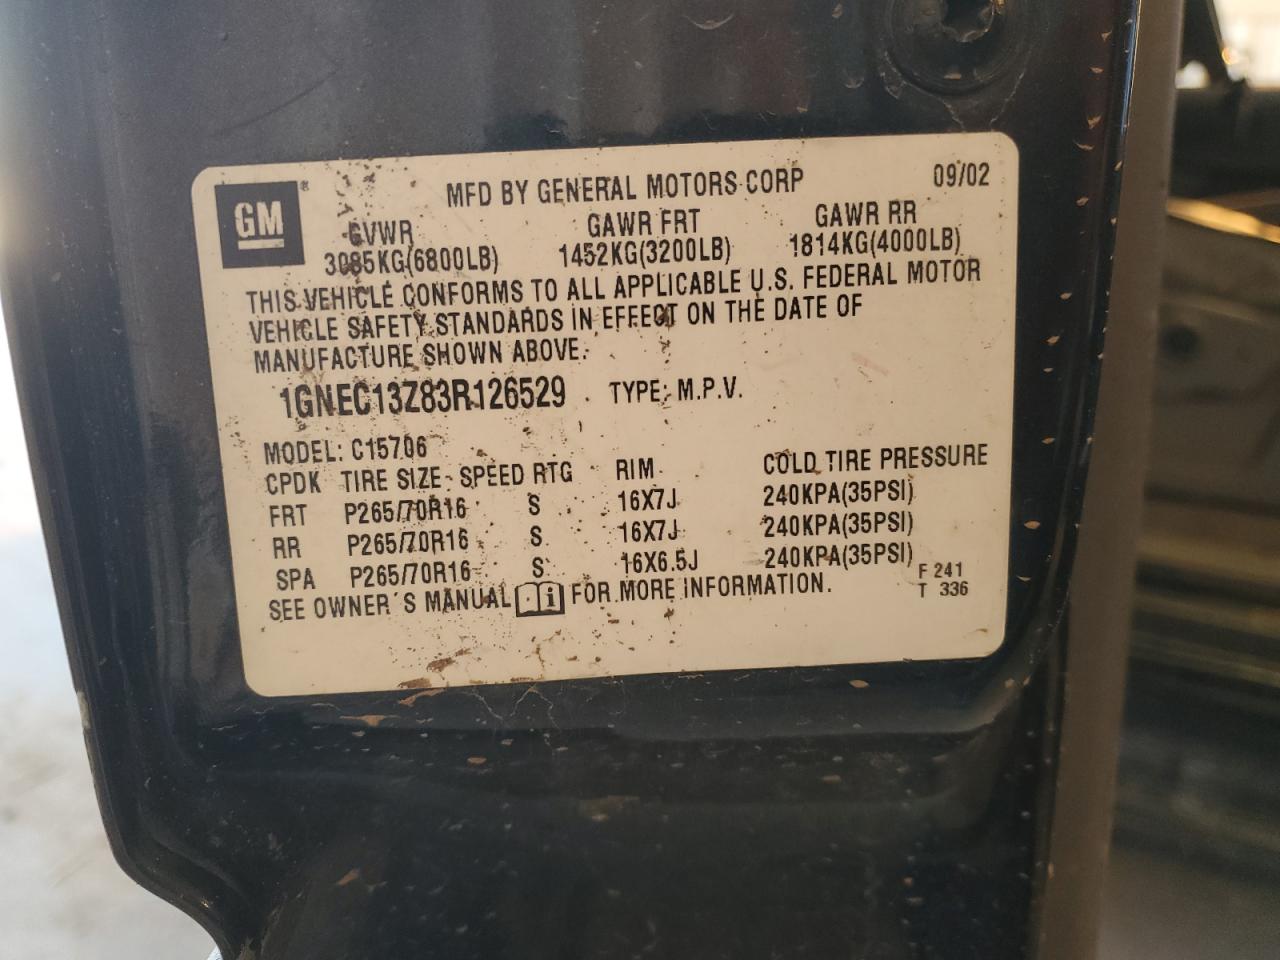 GM ®
MFD BY GENERAL MOTORS CORP 09/02
GVWR GAWR FRT GAWR RR
3085KG(6800LB) 1452KG(3200LB) 1814KG(4000LB)
THIS VEHICLE CONFORMS TO ALL APPLICABLE U.S. FEDERAL MOTOR
VEHICLE SAFETY STANDARDS IN EFFECT ON THE DATE OF
MANUFACTURE SHOWN ABOVE.
1GNEC13Z83R126529 TYPE: M.P.V.
MODEL: C15706
CPDK TIRE SIZE SPEED RTG RIM COLD TIRE PRESSURE
FRT P265/70R16 S 16X7J 240KPA(35PSI)
RR P265/70R16 S 16X7J 240KPA(35PSI)
SPA P265/70R16 S 16X6.5J 240KPA(35PSI)
SEE OWNER'S MANUAL i FOR MORE INFORMATION.
F 241
T 336